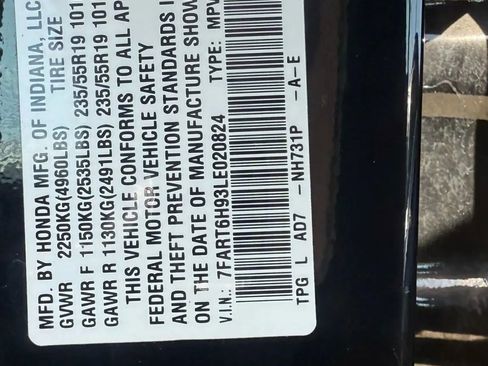 MFD. BY HONDA MFG. OF INDIANA, LLC
GVWR 2250KG(4960LBS) TIRE SIZE
GAWR F 1150KG(2535LBS) 235/55R19 101
GAWR R 1130KG(2491LBS) 235/55R19 101
THIS VEHICLE CONFORMS TO ALL AP
FEDERAL MOTOR VEHICLE SAFETY
AND THEFT PREVENTION STANDARDS I
ON THE DATE OF MANUFACTURE SHOW
V.I.N.: 7FART6H93LE020824 TYPE: MPV
TPG L AD7 -NH731P -A-E